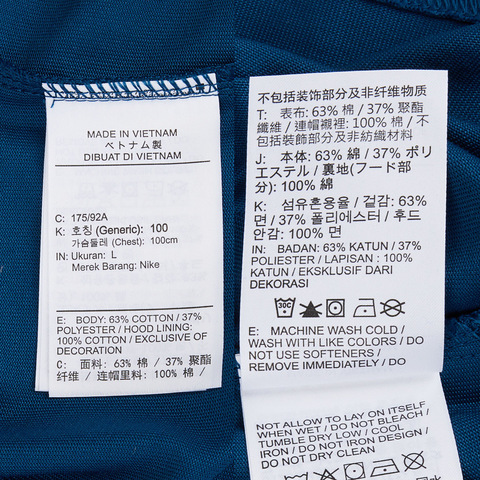 MADE IN VIETNAM
ベトナム製
DIBUAT DI VIETNAM
C: 175/92A
K: 호칭 (Generic): 100
가슴둘레 (Chest): 100cm
IN: Ukuran: L
Merek Barang: Nike
E: BODY: 63% COTTON / 37%
POLYESTER / HOOD LINING:
100% COTTON / EXCLUSIVE OF
DECORATION
C: 面料: 63% 棉 / 37% 聚酯
纤维 / 连帽里料: 100% 棉 /
不包括装饰部分及非纤维物质
T: 表布: 63% 棉 / 37% 聚酯
纖維 / 連帽襯裡: 100% 棉 /
不包括裝飾部分及非紡織材料
J: 本体: 63% 綿 / 37% ポリ
エステル / 裏地(フード部
分): 100% 綿
K: 섬유혼용율 / 겉감: 63%
면 / 37% 폴리에스터 / 후드
안감: 100% 면
IN: BADAN: 63% KATUN / 37%
POLIESTER / LAPISAN : 100%
KATUN / EKSKLUSIF DARI
DEKORASI
30C
E: MACHINE WASH COLD /
WASH WITH LIKE COLORS / DO
NOT USE SOFTENERS /
REMOVE IMMEDIATELY /
NOT ALLOW TO LAY ON ITSELF
WHEN WET / DO NOT BLEACH /
TUMBLE DRY LOW / COOL
IRON / DO NOT IRON DESIGN /
DO NOT DRY CLEAN